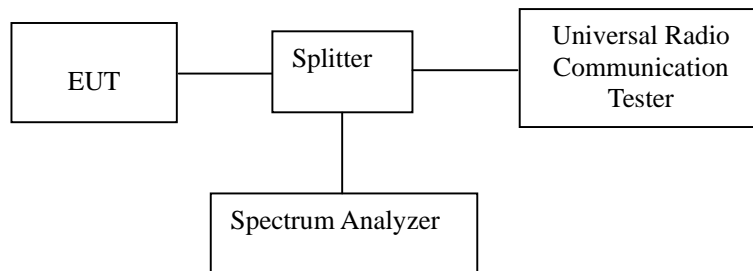 EUT
Splitter
Universal Radio
Communication
Tester
Spectrum Analyzer